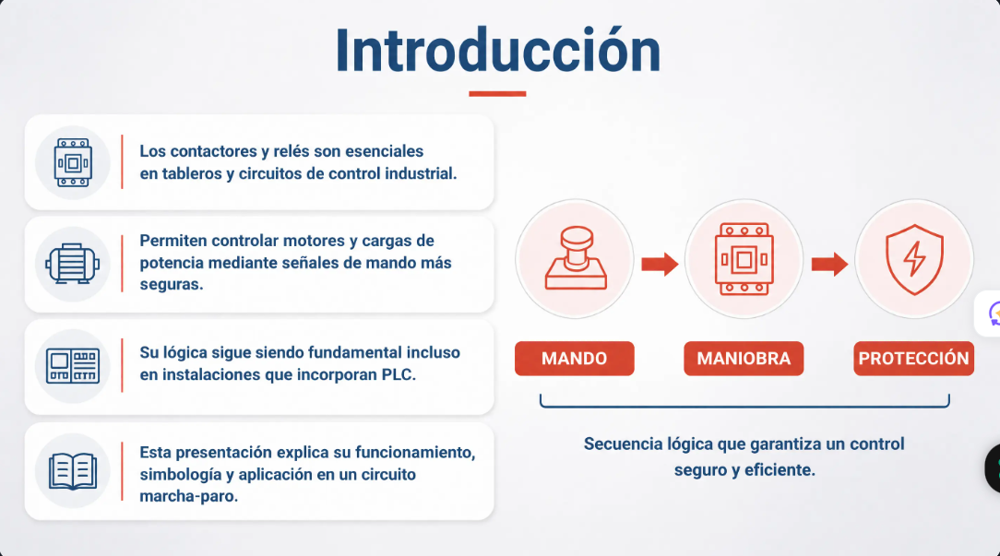 Introducción
Los contactores y relés son esenciales
en tableros y circuitos de control industrial.
Permiten controlar motores y cargas de
potencia mediante señales de mando más
seguras.
Su lógica sigue siendo fundamental incluso
en instalaciones que incorporan PLC.
Esta presentación explica su funcionamiento,
simbología y aplicación en un circuito
marcha-paro.
MANDO
MANIOBRA
PROTECCIÓN
Secuencia lógica que garantiza un control
seguro y eficiente.